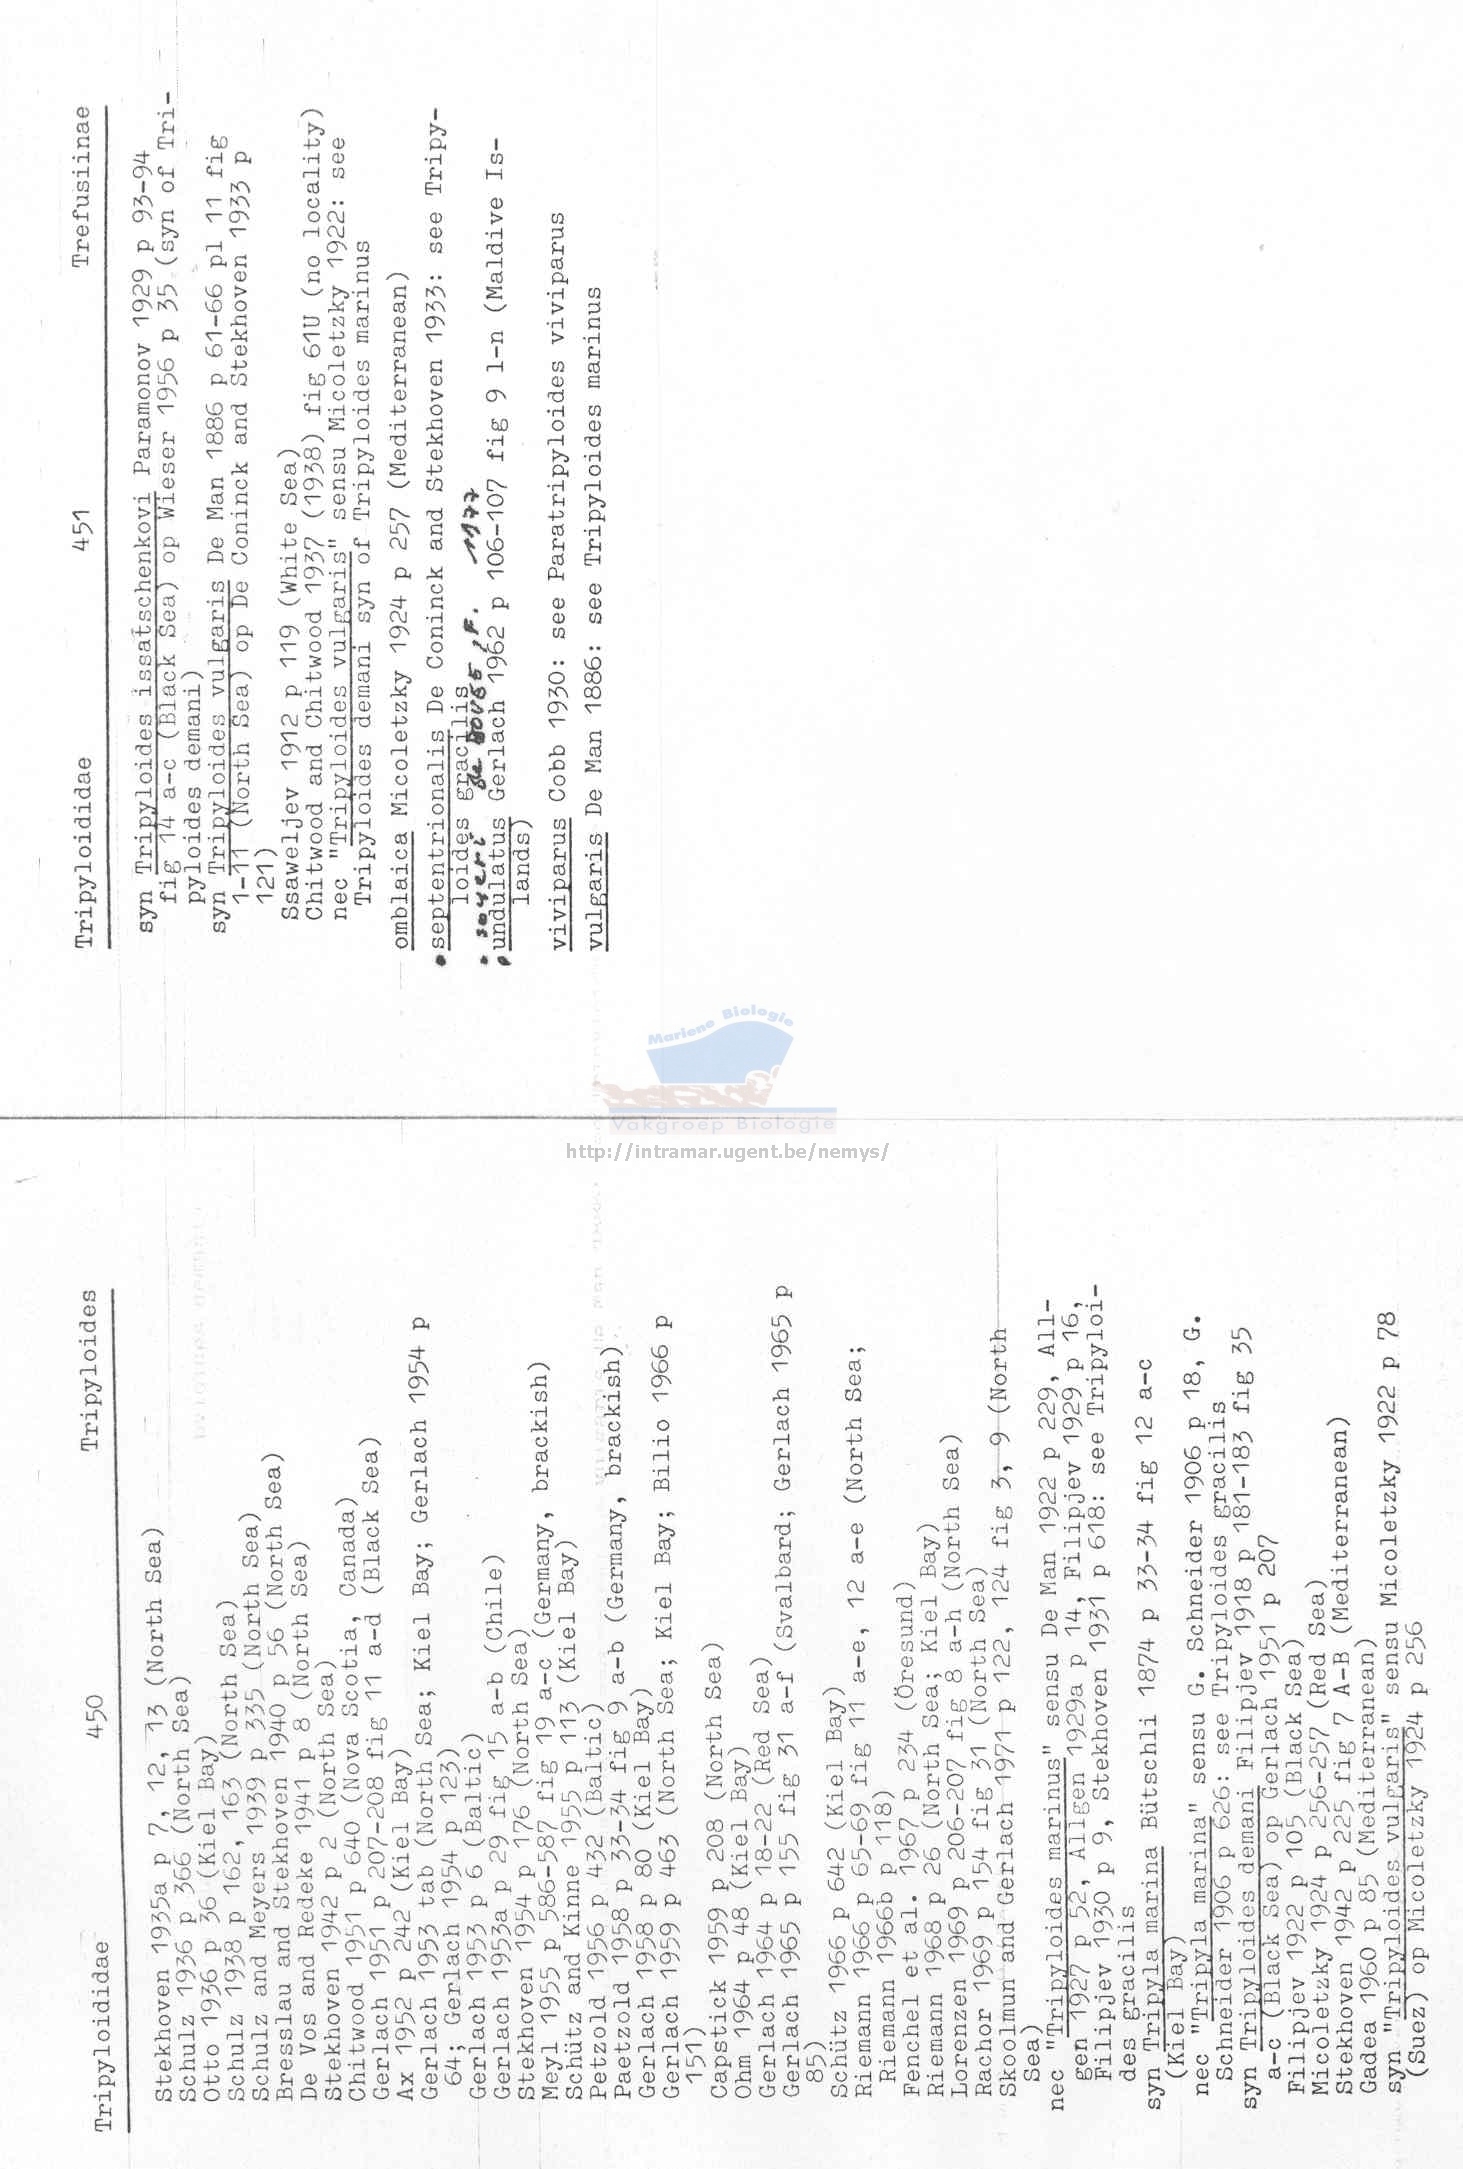 Tripyloididae 450 Tripyloides
Stekhoven 1935a p 7, 12, 13 (North Sea)
Schulz 1936 p 366 (North Sea)
Otto 1936 p 36 (Kiel Bay)
Schulz 1938 p 162, 163 (North Sea)
Schulz and Meyers 1939 p 335 (North Sea)
Bresslau and Stekhoven 1940 p 56 (North Sea)
De Vos and Redeke 1941 p 8 (North Sea)
Stekhoven 1942 p 2 (North Sea)
Chitwood 1951 p 640 (Nova Scotia, Canada)
Gerlach 1951 p 207-208 fig 11 a-d (Black Sea)
Ax 1952 p 242 (Kiel Bay)
Gerlach 1953 tab (North Sea; Kiel Bay; Gerlach 1954 p
64; Gerlach 1954 p 123)
Gerlach 1953 p 6 (Baltic)
Gerlach 1953a p 29 fig 15 a-b (Chile)
Stekhoven 1954 p 176 (North Sea)
Meyl 1955 p 586-587 fig 19 a-c (Germany, brackish)
Schütz and Kinne 1955 p 113 (Kiel Bay)
Petzold 1956 p 432 (Baltic)
Paetzold 1958 p 33-34 fig 9 a-b (Germany, brackish)
Gerlach 1958 p 80 (Kiel Bay)
Gerlach 1959 p 463 (North Sea; Kiel Bay; Bilio 1966 p
151)
Capstick 1959 p 208 (North Sea)
Ohm 1964 p 48 (Kiel Bay)
Gerlach 1964 p 18-22 (Red Sea)
Gerlach 1965 p 155 fig 31 a-f (Svalbard; Gerlach 1965 p
85)
Schütz 1966 p 642 (Kiel Bay)
Riemann 1966 p 65-69 fig 11 a-e, 12 a-e (North Sea;
Riemann 1966b p 118)
Fenchel et al. 1967 p 234 (Öresund)
Riemann 1968 p 26 (North Sea; Kiel Bay)
Lorenzen 1969 p 206-207 fig 8 a-h (North Sea)
Rachor 1969 p 154 fig 31 (North Sea)
Skoolmun and Gerlach 1971 p 122, 124 fig 3, 9 (North
Sea)
nec "Tripyloides marinus" sensu De Man 1922 p 229, All-
gen 1927 p 52, Allgen 1929a p 14, Filipjev 1929 p 16,
Filipjev 1930 p 9, Stekhoven 1931 p 618: see Tripyloi-
des gracilis
syn Tripyla marina Bütschli 1874 p 33-34 fig 12 a-c
(Kiel Bay)
nec "Tripyla marina" sensu G. Schneider 1906 p 18, G.
Schneider 1906 p 626: see Tripyloides gracilis
syn Tripyloides demani Filipjev 1918 p 181-183 fig 35
a-c (Black Sea) op Gerlach 1951 p 207
Filipjev 1922 p 105 (Black Sea)
Micoletzky 1924 p 256-257 (Red Sea)
Stekhoven 1942 p 225 fig 7 A-B (Mediterranean)
Gadea 1960 p 85 (Mediterranean)
syn "Tripyloides vulgaris" sensu Micoletzky 1922 p 78
(Suez) op Micoletzky 1924 p 256
Tripyloididae 451 Trefusiinae
syn Tripyloides issatschenkovi Paramonov 1929 p 93-94
fig 14 a-c (Black Sea) op Wieser 1956 p 35 (syn of Tri-
pyloides demani)
syn Tripyloides vulgaris De Man 1886 p 61-66 pl 11 fig
1-11 (North Sea) op De Coninck and Stekhoven 1933 p
121)
Ssaweljev 1912 p 119 (White Sea)
Chitwood and Chitwood 1937 (1938) fig 61U (no locality)
nec "Tripyloides vulgaris" sensu Micoletzky 1922: see
Tripyloides demani syn of Tripyloides marinus
omblaica Micoletzky 1924 p 257 (Mediterranean)
septentrionalis De Coninck and Stekhoven 1933: see Tripy-
loides gracilis
soyeri de BOVÉE, F. 1977
undulatus Gerlach 1962 p 106-107 fig 9 l-n (Maldive Is-
lands)
viviparus Cobb 1930: see Paratripyloides viviparus
vulgaris De Man 1886: see Tripyloides marinus
Mariene Biologie
Vakgroep Biologie
http://intramar.ugent.be/nemys/